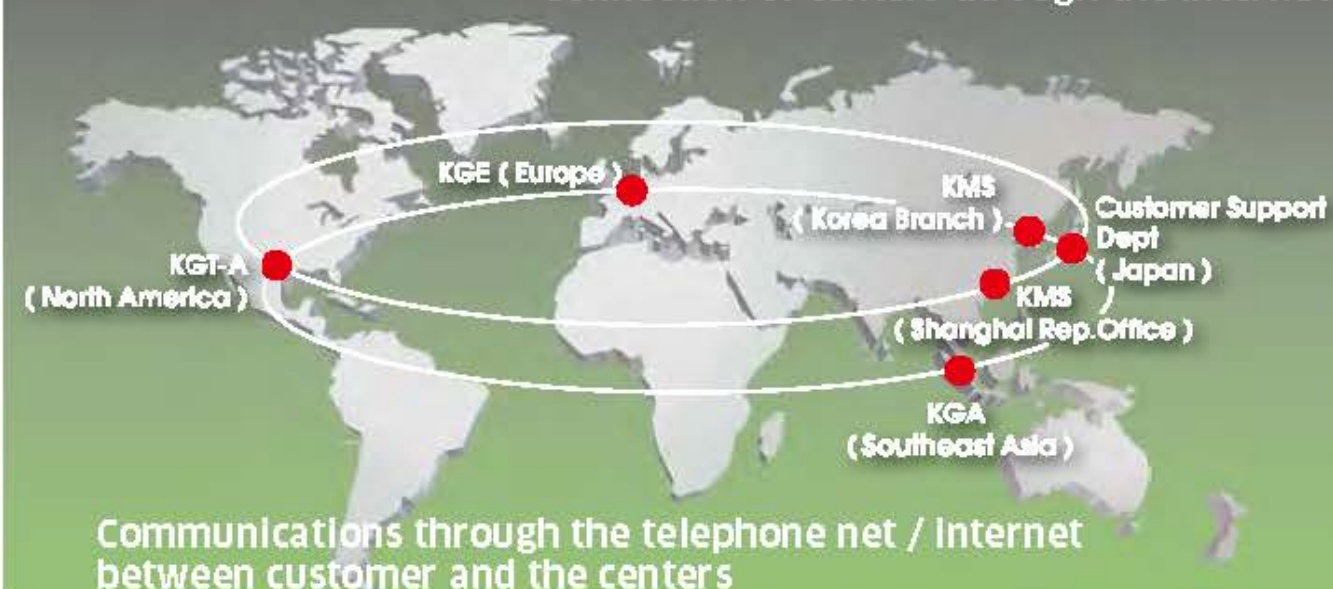 KGE ( Europe )
KMS
( Korea Branch )
Customer Support
Dept
( Japan )
KGT-A
( North America )
KMS
( Shanghai Rep.Office )
KGA
( Southeast Asia )
Communications through the telephone net / Internet
between customer and the centers